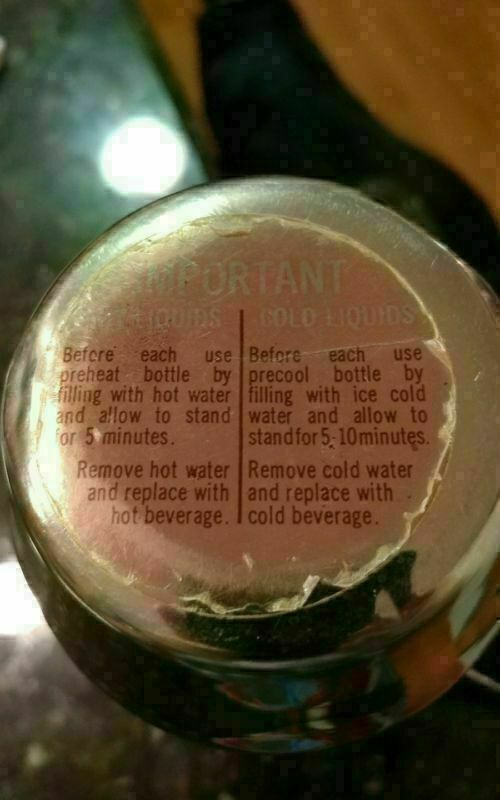 IMPORTANT
HOT LIQUIDS
Before each use
preheat bottle by
filling with hot water
and allow to stand
for 5 minutes.
Remove hot water
and replace with
hot beverage.
COLD LIQUIDS
Before each use
precool bottle by
filling with ice cold
water and allow to
stand for 5-10 minutes.
Remove cold water
and replace with
cold beverage.